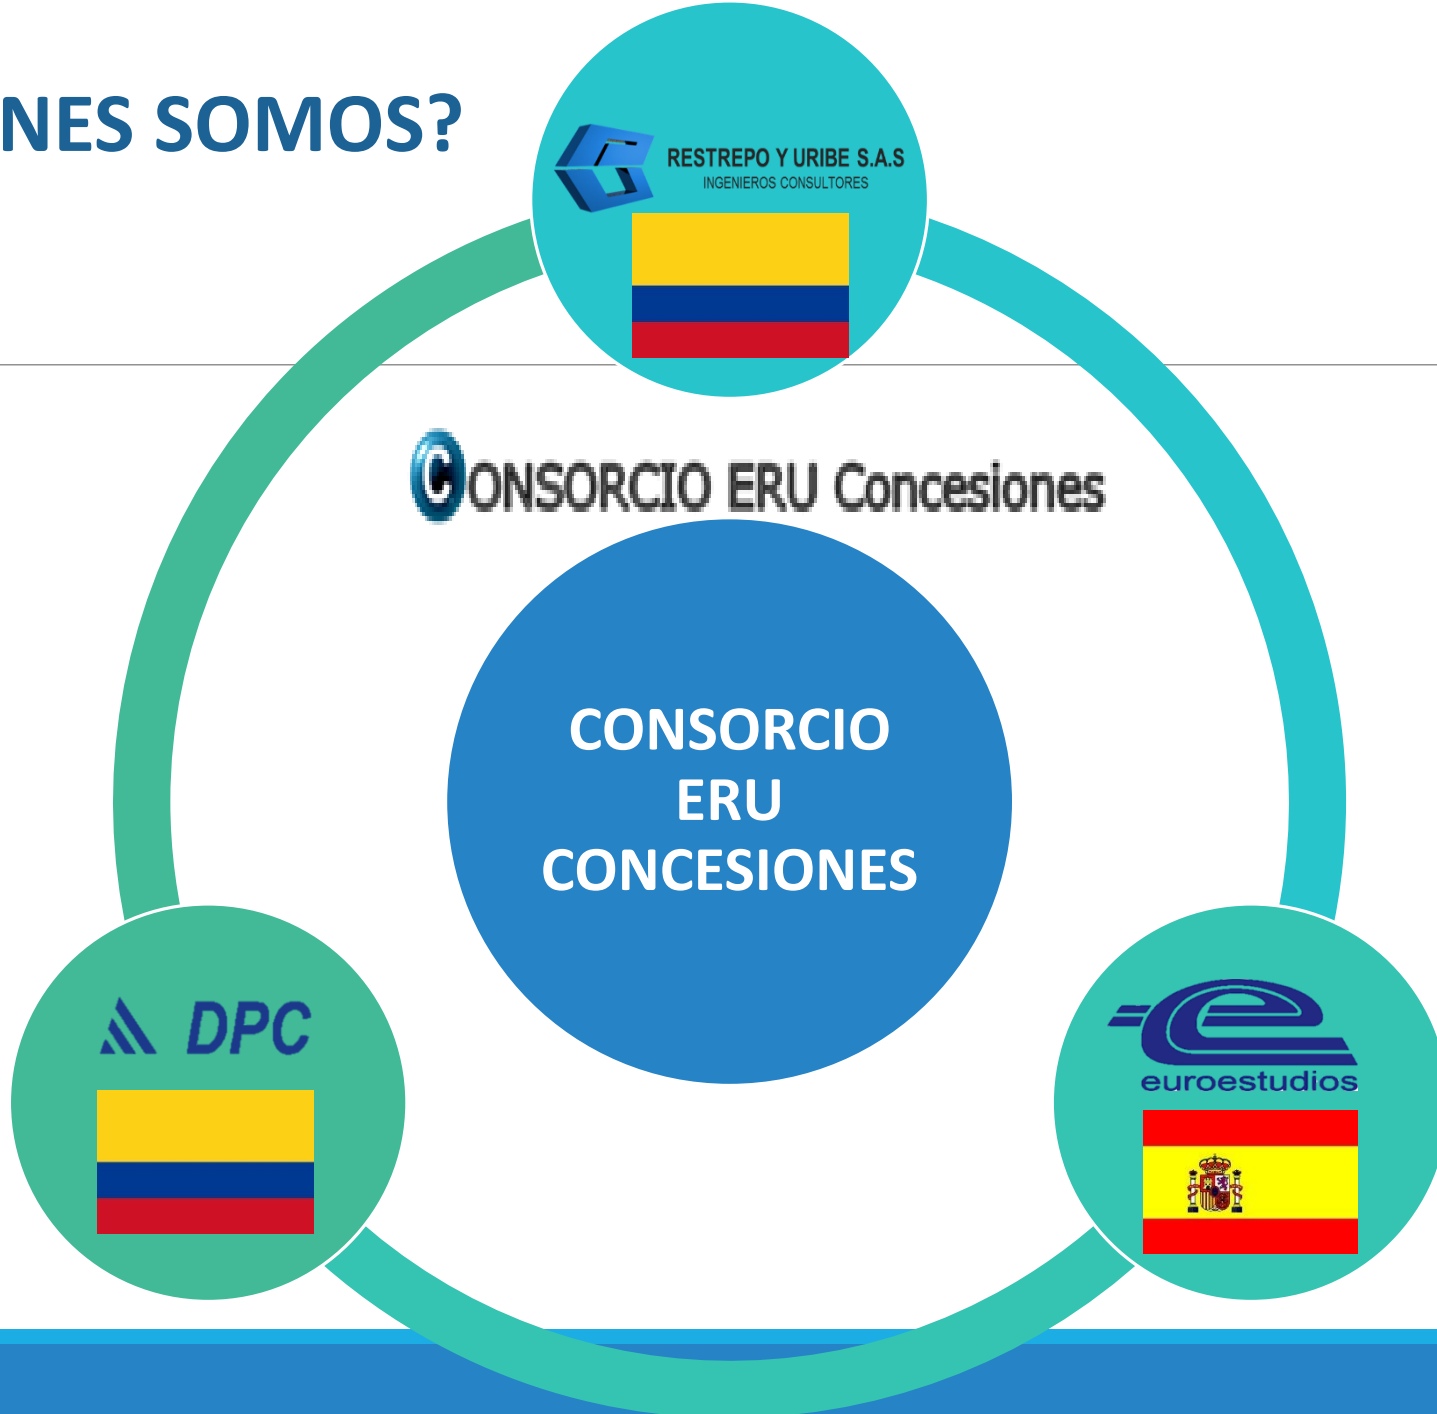 NES SOMOS?
RESTREPO Y URIBE S.A.S
INGENIEROS CONSULTORES
CONSORCIO ERU Concesiones
CONSORCIO
ERU
CONCESIONES
DPC
euroestudios